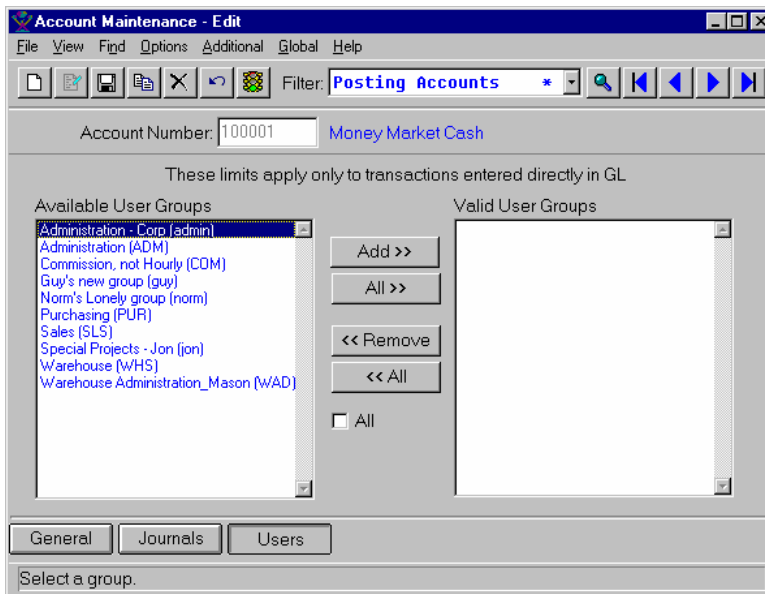 Account Maintenance - Edit
File View Find Options Additional Global Help
Filter: Posting Accounts *
Account Number: 100001 Money Market Cash
These limits apply only to transactions entered directly in GL
Available User Groups
Valid User Groups
Administration - Corp (admin)
Administration (ADM)
Commission, not Hourly (COM)
Guy's new group (guy)
Norm's Lonely group (norm)
Purchasing (PUR)
Sales (SLS)
Special Projects - Jon (jon)
Warehouse (WHS)
Warehouse Administration_Mason (WAD)
Add >>
All >>
<< Remove
<< All
All
General Journals Users
Select a group.